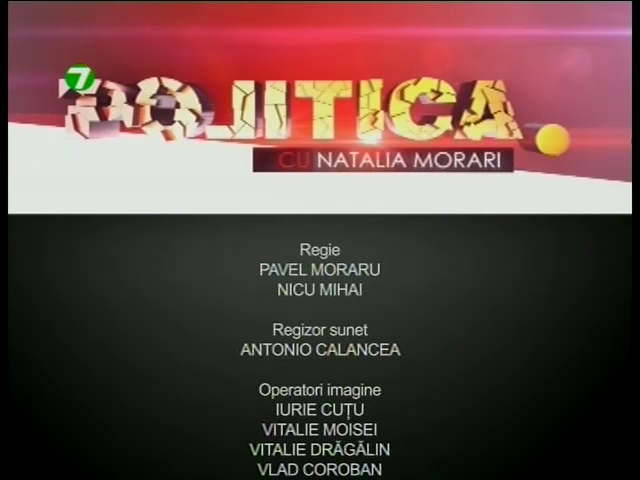 7
POLITICA.
CU NATALIA MORARI
Regie
PAVEL MORARU
NICU MIHAI
Regizor sunet
ANTONIO CALANCEA
Operatori imagine
IURIE CUȚU
VITALIE MOISEI
VITALIE DRĂGĂLIN
VLAD COROBAN